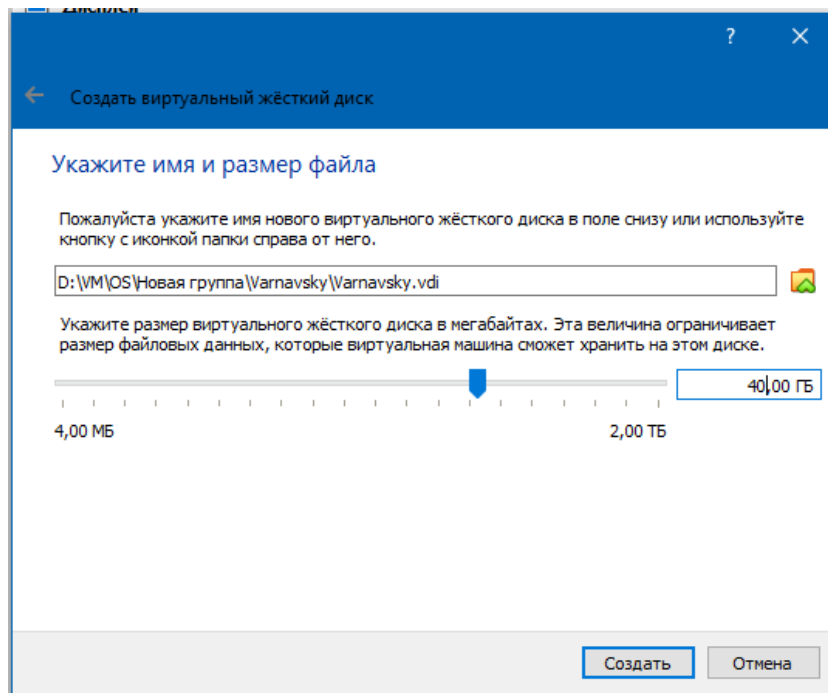 Дисплей
?
Создать виртуальный жёсткий диск
Укажите имя и размер файла
Пожалуйста укажите имя нового виртуального жёсткого диска в поле снизу или используйте
кнопку с иконкой папки справа от него.
D:\VM\OS\Новая группа\Varnavsky\Varnavsky.vdi
Укажите размер виртуального жёсткого диска в мегабайтах. Эта величина ограничивает
размер файловых данных, которые виртуальная машина сможет хранить на этом диске.
40,00 ГБ
4,00 МБ 2,00 ТБ
Создать Отмена